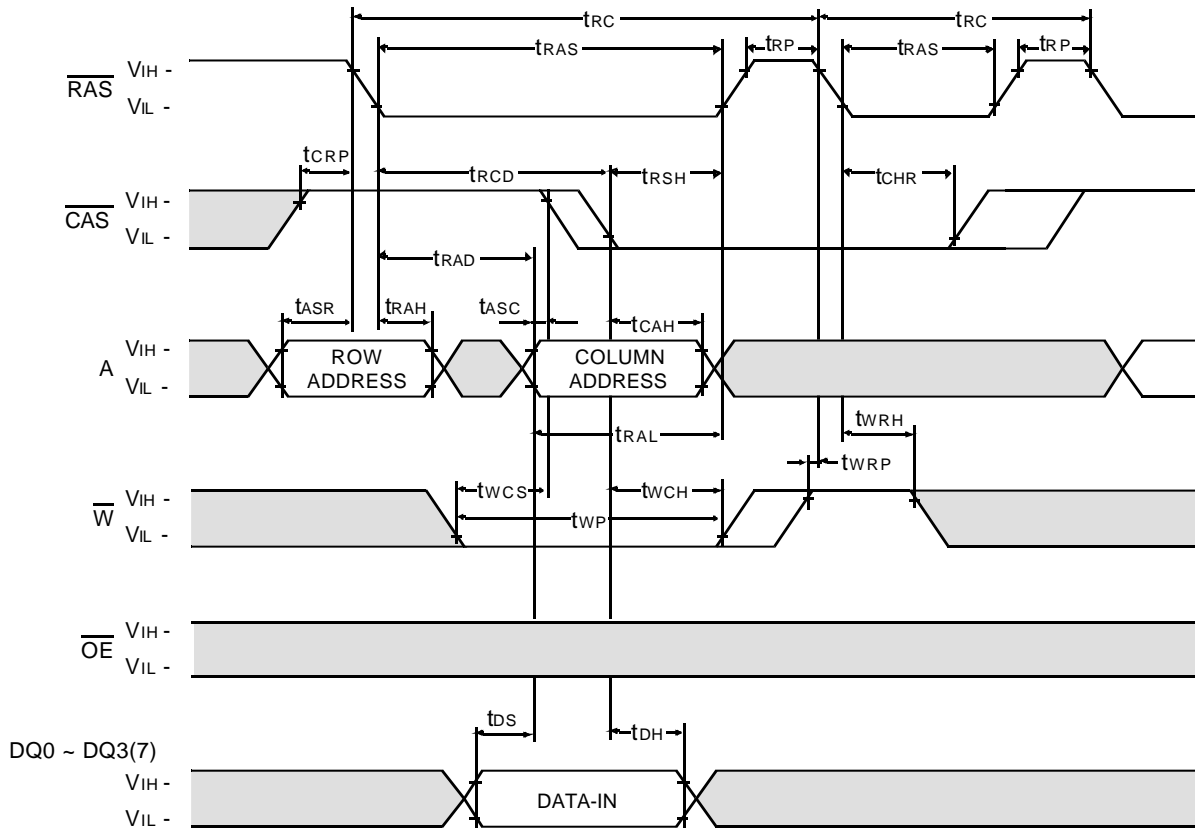 tRC tRC
tRAS tRP tRAS tRP
RAS VIH -
VIL -
tCRP tRCD tRSH tCHR
CAS VIH -
VIL -
tRAD
tASR tRAH tASC tCAH
A VIH -
VIL -
ROW
ADDRESS
COLUMN
ADDRESS
tRAL tWRH
tWRP
tWCS tWCH
W VIH -
VIL -
tWP
OE VIH -
VIL -
tDS tDH
DQ0 ~ DQ3(7)
VIH -
VIL -
DATA-IN